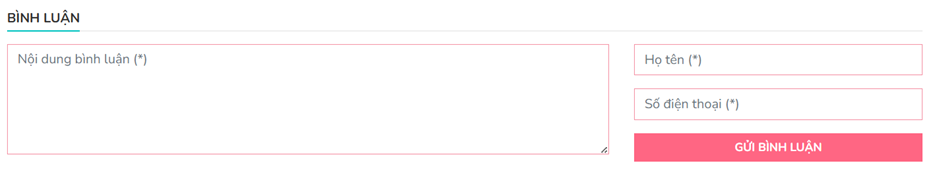 BÌNH LUẬN
Nội dung bình luận (*)
Họ tên (*)
Số điện thoại (*)
GỬI BÌNH LUẬN